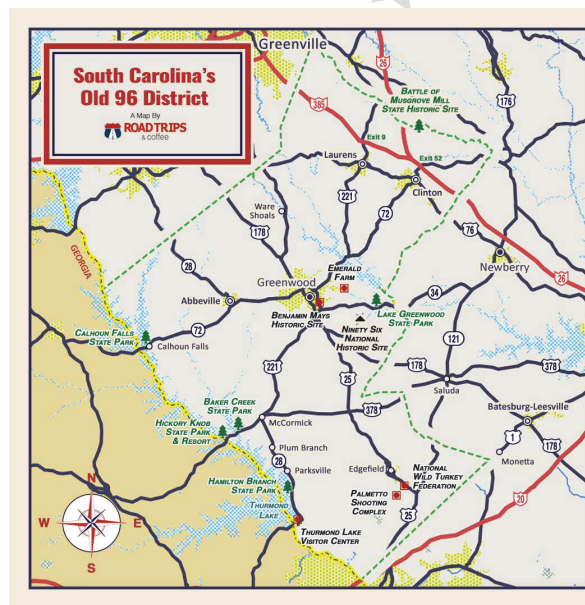 South Carolina's
Old 96 District
A Map By
ROAD TRIPS
& coffee
Greenville
26
385
BATTLE OF
MUSGROVE MILL
STATE HISTORIC SITE
176
Exit 9
Exit 52
Laurens
Clinton
221
72
Ware
Shoals
178
76
GEORGIA
28
Newberry
26
EMERALD
FARM
Greenwood
34
Abbeville
BENJAMIN MAYS
HISTORIC SITE
LAKE GREENWOOD
STATE PARK
CALHOUN FALLS
STATE PARK
72
Calhoun Falls
NINETY SIX
NATIONAL
HISTORIC SITE
121
221
25
178
378
Saluda
BAKER CREEK
STATE PARK
378
Batesburg-Leesville
HICKORY KNOB
STATE PARK
& RESORT
McCormick
1
178
Plum Branch
28
Parksville
Edgefield
NATIONAL
WILD TURKEY
FEDERATION
Monetta
HAMILTON BRANCH
STATE PARK
PALMETTO
SHOOTING
COMPLEX
20
THURMOND
LAKE
25
THURMOND LAKE
VISITOR CENTER
N
W
E
S